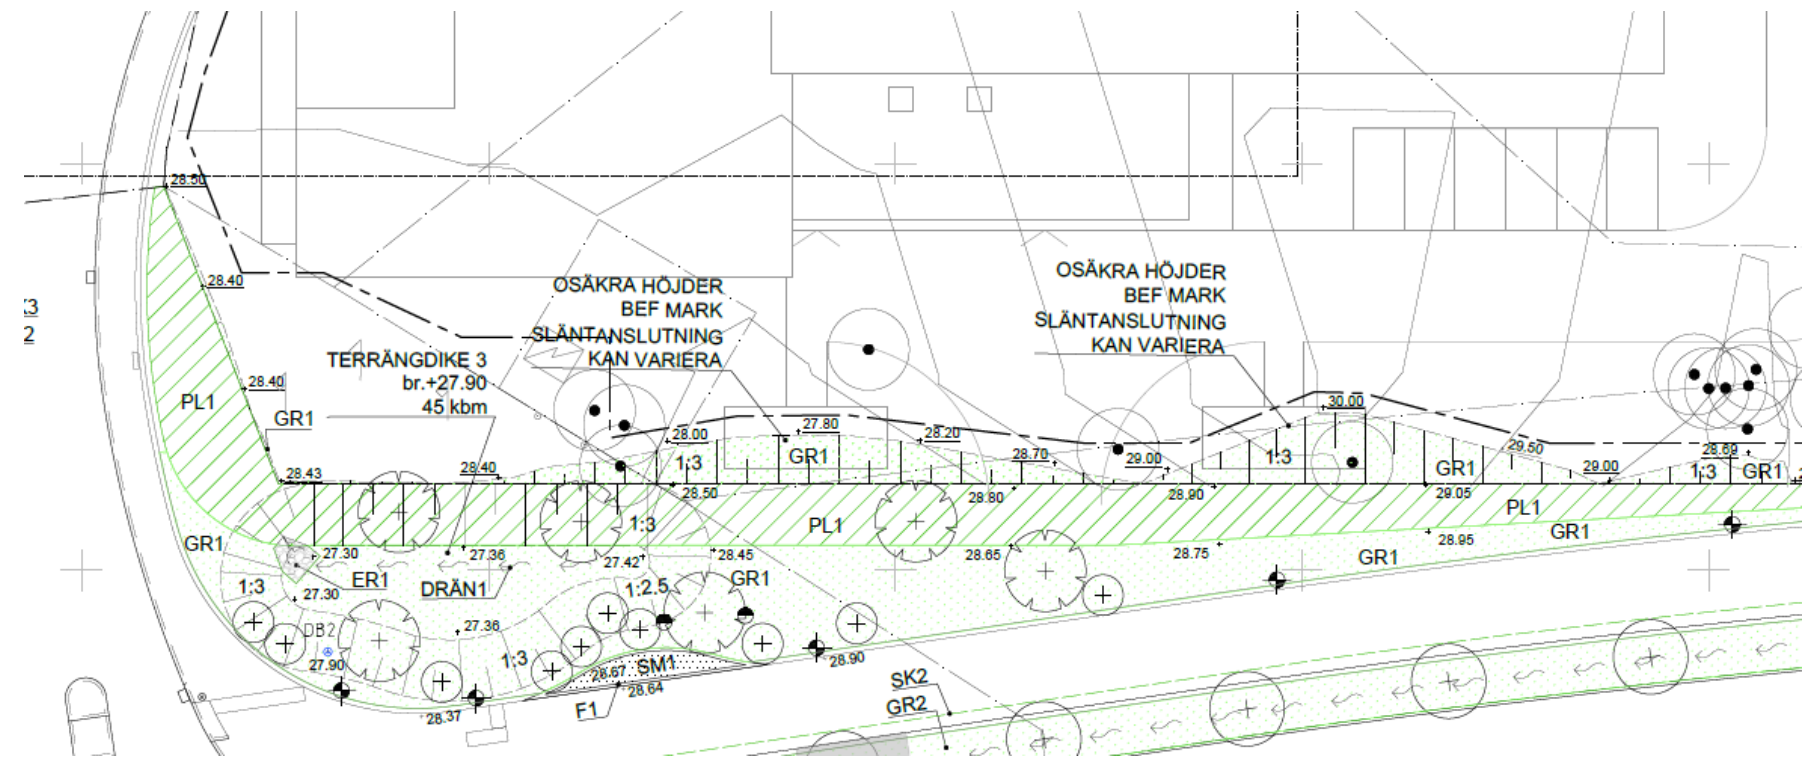 28.50
OSÄKRA HÖJDER
BEF MARK
SLÄNTANSLUTNING
KAN VARIERA
OSÄKRA HÖJDER
BEF MARK
SLÄNTANSLUTNING
KAN VARIERA
28.40
2
TERRÄNGDIKE 3
br.+27.90
45 kbm
28.40
PL1
GR1
30.00
27.80
28.00
28.20
29.50
28.69
28.43
28.40
1:3
GR1
28.70
29.00
1:3
GR1
29.00
1:3
GR1
28.50
28.80
28.90
29.05
1:3
PL1
PL1
GR1
27.30
27.36
27.42
28.45
28.65
28.75
28.95
GR1
GR1
1:3
ER1
DRÄN1
1:2.5
GR1
27.30
27.36
DB2
27.90
1:3
28.67
SM1
28.64
28.90
28.37
F1
SK2
GR2